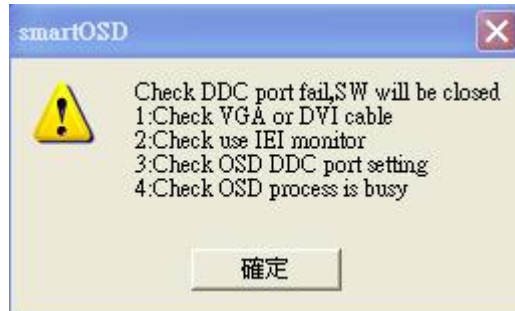 smartOSD
Check DDC port fail,SW will be closed
1:Check VGA or DVI cable
2:Check use IEI monitor
3:Check OSD DDC port setting
4:Check OSD process is busy
確定